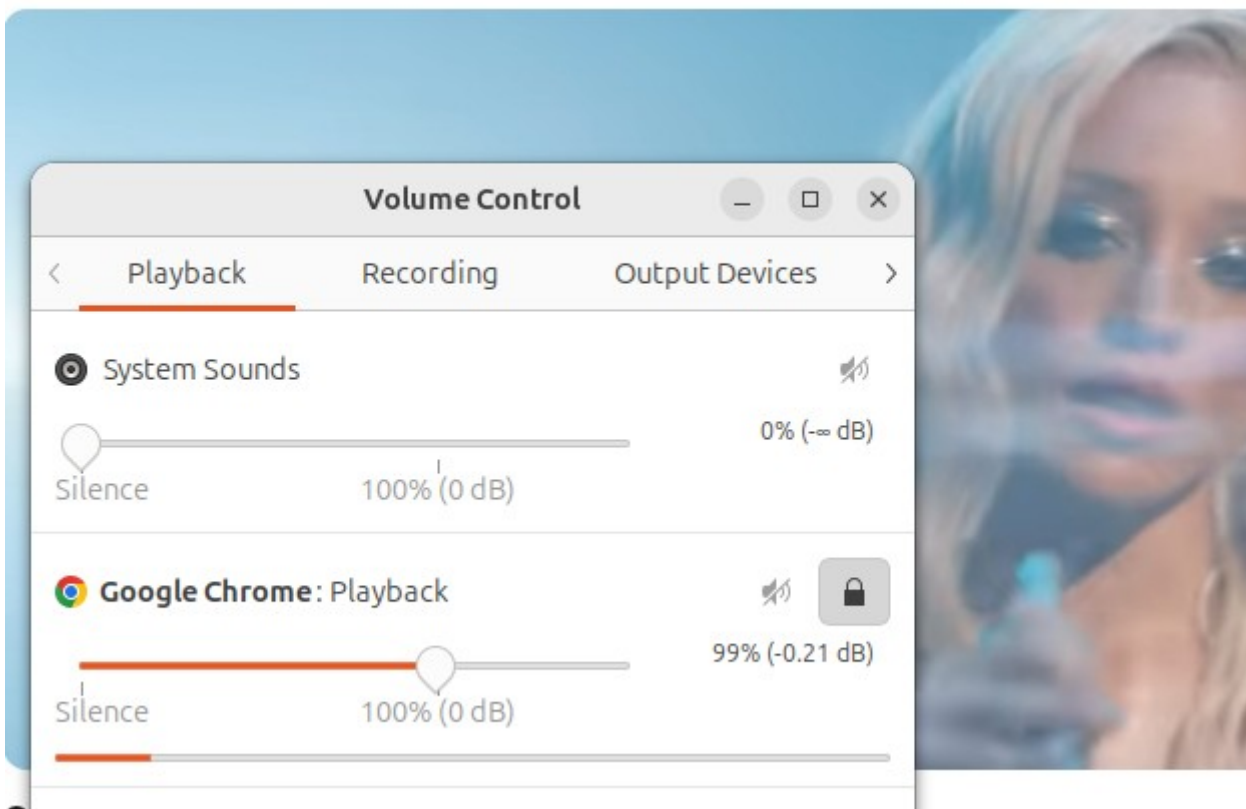 Volume Control
Playback Recording Output Devices
System Sounds
0% (-∞ dB)
Silence 100% (0 dB)
Google Chrome: Playback
99% (-0.21 dB)
Silence 100% (0 dB)